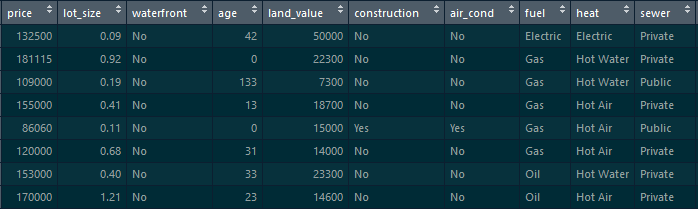 price lot_size waterfront age land_value construction air_cond fuel heat sewer
132500 0.09 No 42 50000 No No Electric Electric Private
181115 0.92 No 0 22300 No No Gas Hot Water Private
109000 0.19 No 133 7300 No No Gas Hot Water Public
155000 0.41 No 13 18700 No No Gas Hot Air Private
86060 0.11 No 0 15000 Yes Yes Gas Hot Air Public
120000 0.68 No 31 14000 No No Gas Hot Air Private
153000 0.40 No 33 23300 No No Oil Hot Water Private
170000 1.21 No 23 14600 No No Oil Hot Air Private